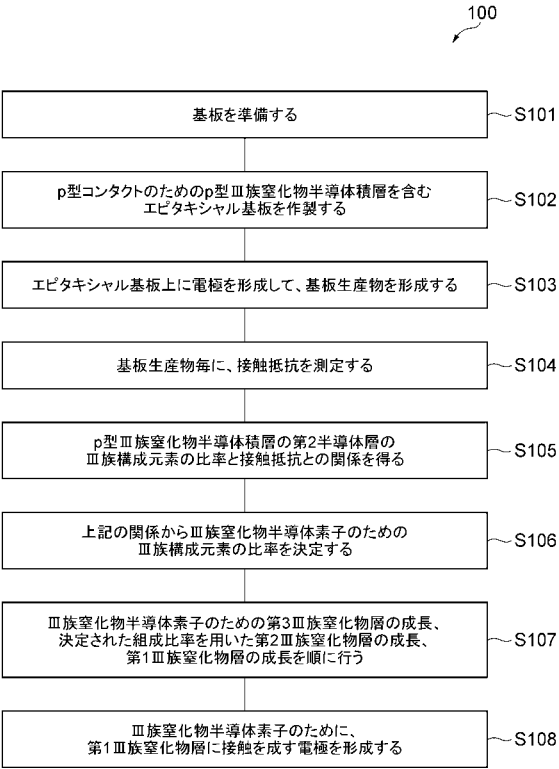 100
基板を準備する
S101
p型コンタクトのためのp型Ⅲ族窒化物半導体積層を含む
エピタキシャル基板を作製する
S102
エピタキシャル基板上に電極を形成して、基板生産物を形成する
S103
基板生産物毎に、接触抵抗を測定する
S104
p型Ⅲ族窒化物半導体積層の第2半導体層の
Ⅲ族構成元素の比率と接触抵抗との関係を得る
S105
上記の関係からⅢ族窒化物半導体素子のための
Ⅲ族構成元素の比率を決定する
S106
Ⅲ族窒化物半導体素子のための第3Ⅲ族窒化物層の成長、
決定された組成比率を用いた第2Ⅲ族窒化物層の成長、
第1Ⅲ族窒化物層の成長を順に行う
S107
Ⅲ族窒化物半導体素子のために、
第1Ⅲ族窒化物層に接触を成す電極を形成する
S108